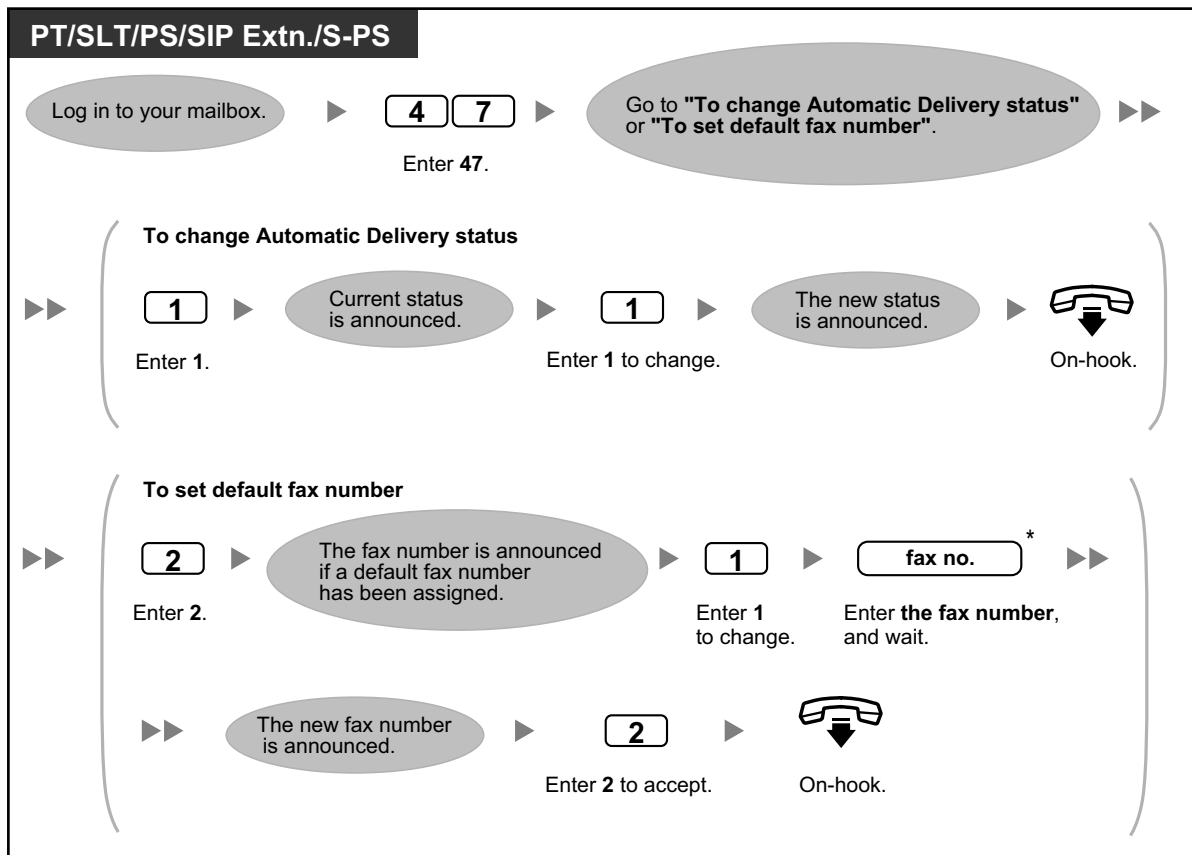 PT/SLT/PS/SIP Extn./S-PS
Log in to your mailbox.
4 7
Enter 47.
Go to "To change Automatic Delivery status"
or "To set default fax number".
To change Automatic Delivery status
1
Enter 1.
Current status
is announced.
1
Enter 1 to change.
The new status
is announced.
On-hook.
To set default fax number
2
Enter 2.
The fax number is announced
if a default fax number
has been assigned.
1
Enter 1
to change.
fax no. *
Enter the fax number,
and wait.
The new fax number
is announced.
2
Enter 2 to accept.
On-hook.